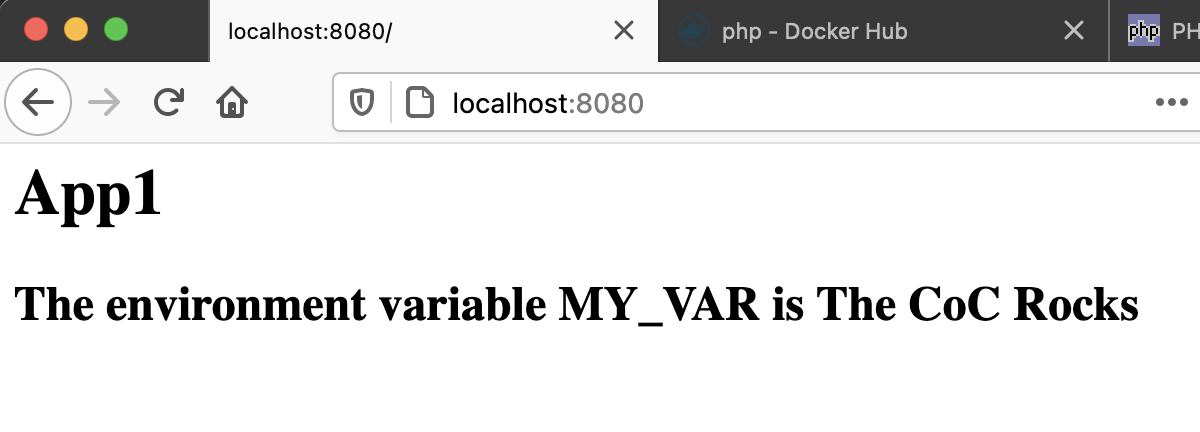 localhost:8080/
php - Docker Hub
php PH
localhost:8080
App1
The environment variable MY_VAR is The CoC Rocks